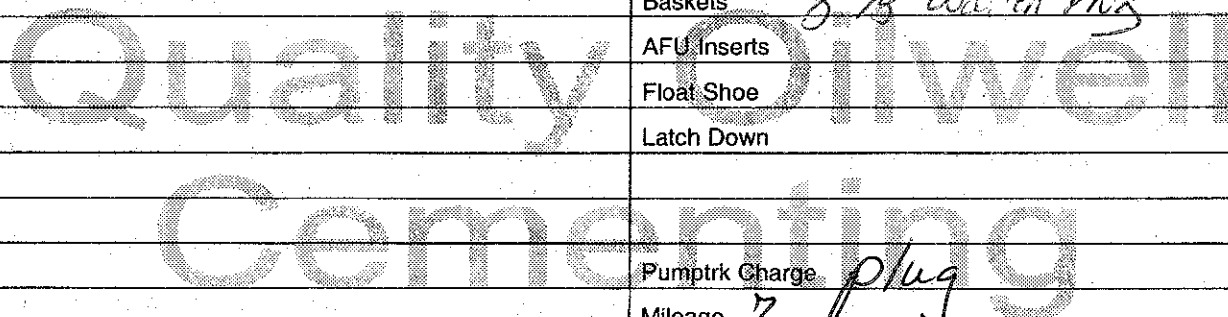 Baskets
AFU Inserts
Float Shoe
Latch Down
Quality Oilwell
Cementing
Pumptrk Charge plug
Mileage